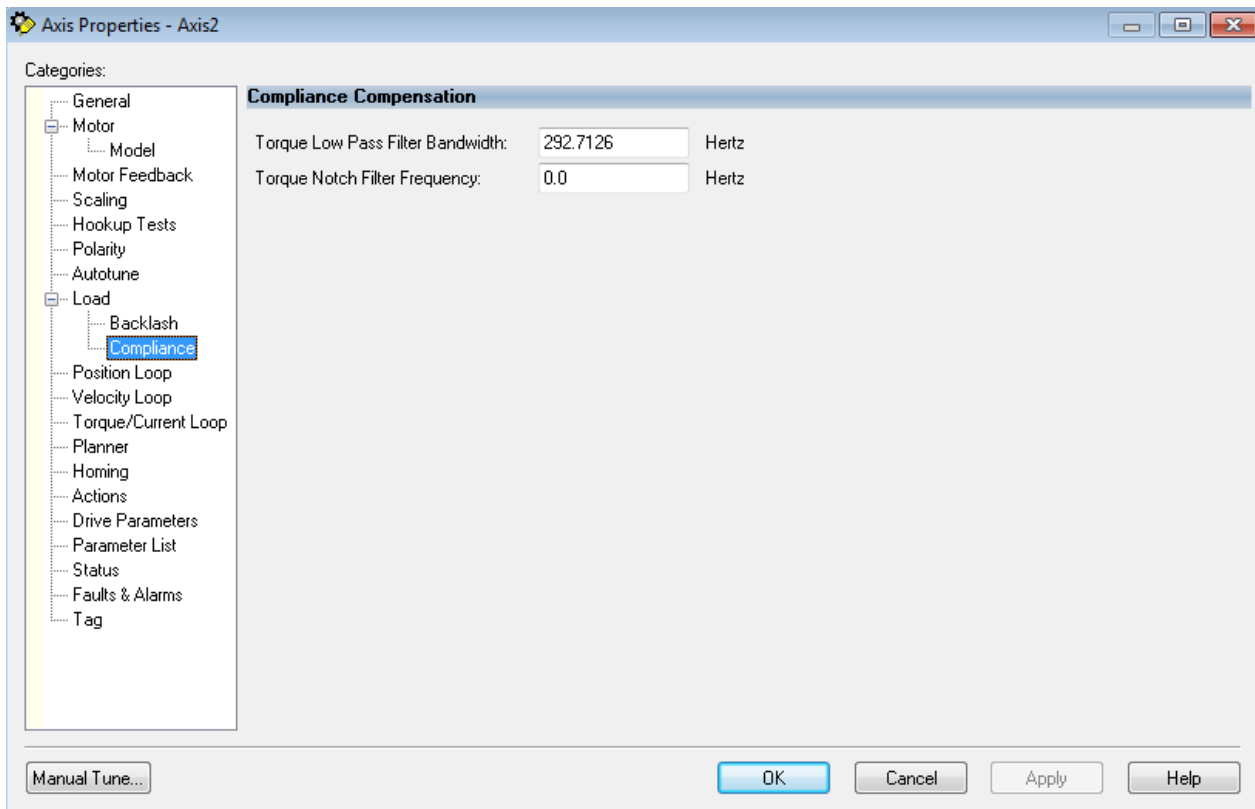 Axis Properties - Axis2
Categories:
General
Motor
Model
Motor Feedback
Scaling
Hookup Tests
Polarity
Autotune
Load
Backlash
Compliance
Position Loop
Velocity Loop
Torque/Current Loop
Planner
Homing
Actions
Drive Parameters
Parameter List
Status
Faults & Alarms
Tag
Compliance Compensation
Torque Low Pass Filter Bandwidth: 292.7126 Hertz
Torque Notch Filter Frequency: 0.0 Hertz
Manual Tune... OK Cancel Apply Help